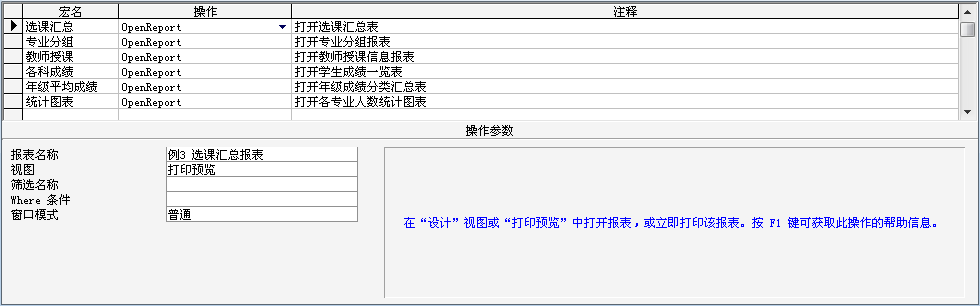 宏名 操作 注释
选课汇总 OpenReport 打开选课汇总表
专业分组 OpenReport 打开专业分组报表
教师授课 OpenReport 打开教师授课信息报表
各科成绩 OpenReport 打开学生成绩一览表
年级平均成绩 OpenReport 打开年级成绩分类汇总表
统计图表 OpenReport 打开各专业人数统计图表
操作参数
报表名称 例3 选课汇总报表
视图 打印预览
筛选名称
Where 条件
窗口模式 普通
在“设计”视图或“打印预览”中打开报表，或立即打印该报表。按 F1 键可获取此操作的帮助信息。